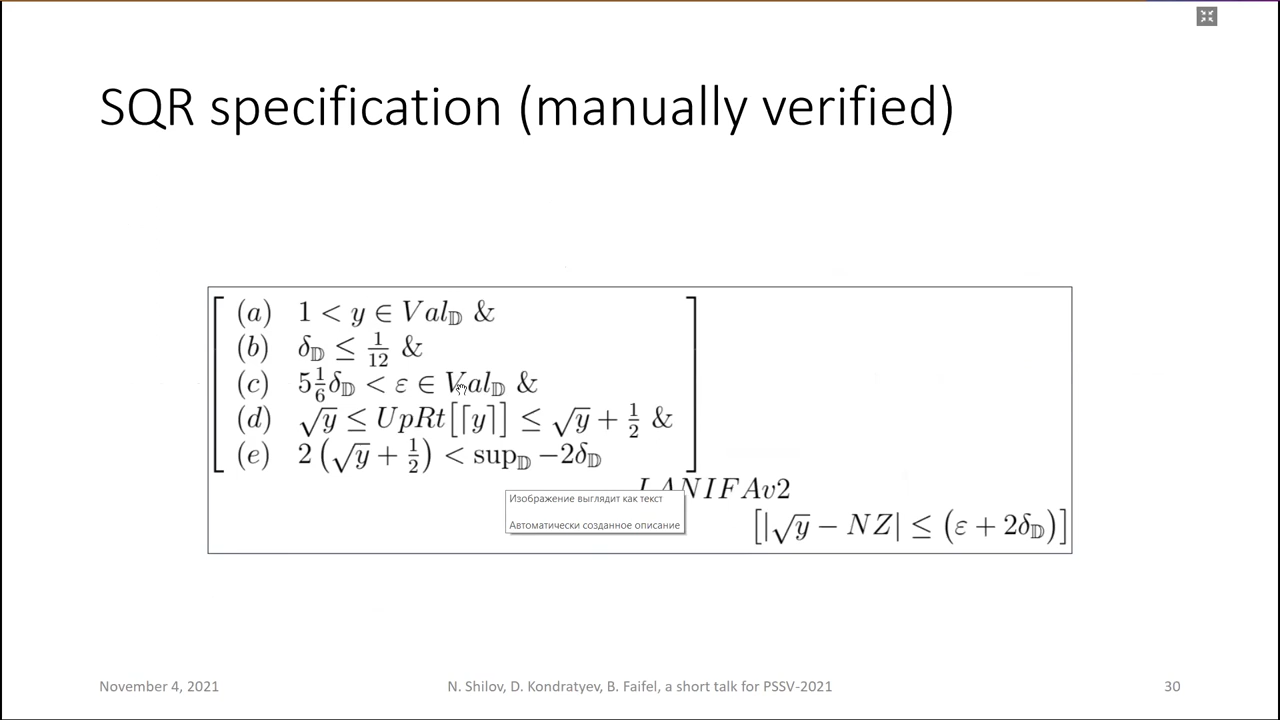 SQR specification (manually verified)
(a) 1 < y ∈ Val𝔻 &
(b) δ𝔻 ≤ 1/12 &
(c) 5 1/6 δ𝔻 < ε ∈ Val𝔻 &
(d) √y ≤ UpRt[⌈y⌉] ≤ √y + 1/2 &
(e) 2 (√y + 1/2) < sup𝔻 −2δ𝔻
NIFAv2
Изображение выглядит как текст
Автоматически созданное описание
[|√y − NZ| ≤ (ε + 2δ𝔻)]
November 4, 2021
N. Shilov, D. Kondratyev, B. Faifel, a short talk for PSSV-2021
30